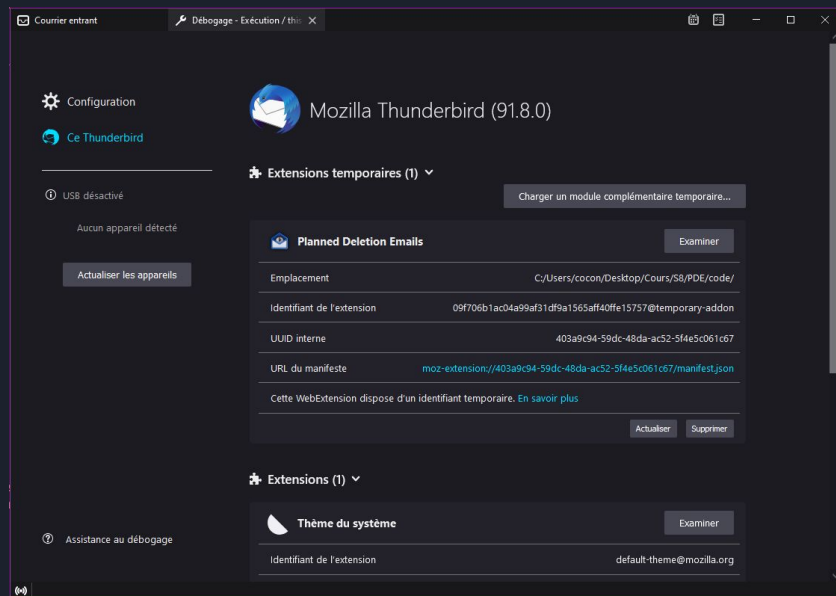 Courrier entrant
Débogage - Exécution / this
Configuration
Ce Thunderbird
USB désactivé
Aucun appareil détecté
Actualiser les appareils
Assistance au débogage
Mozilla Thunderbird (91.8.0)
Extensions temporaires (1)
Charger un module complémentaire temporaire...
Planned Deletion Emails
Examiner
Emplacement C:/Users/cocon/Desktop/Cours/S8/PDE/code/
Identifiant de l'extension 09f706b1ac04a99af31df9a1565aff40ffe15757@temporary-addon
UUID interne 403a9c94-59dc-48da-ac52-5f4e5c061c67
URL du manifeste moz-extension://403a9c94-59dc-48da-ac52-5f4e5c061c67/manifest.json
Cette WebExtension dispose d'un identifiant temporaire. En savoir plus
Actualiser Supprimer
Extensions (1)
Thème du système
Examiner
Identifiant de l'extension default-theme@mozilla.org